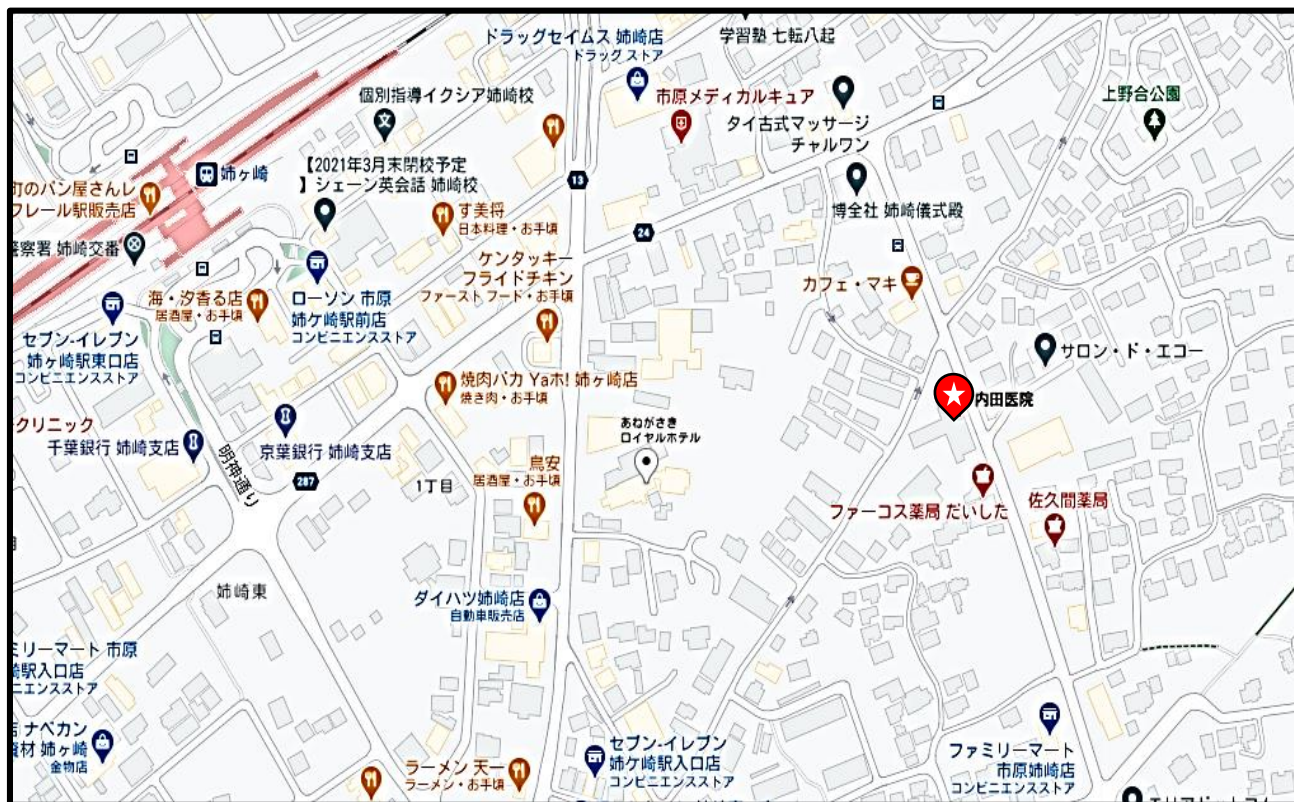 ドラッグセイムス 姉崎店
ドラッグ ストア
学習塾 七転八起
個別指導イクシア姉崎校
市原メディカルキュア
タイ古式マッサージ
チャルワン
上野合公園
姉ヶ崎
【2021年3月末閉校予定
】シェーン英会話 姉崎校
町のパン屋さんレ
フレール駅販売店
13
す美将
日本料理・お手頃
博全社 姉崎儀式殿
24
警察署 姉崎交番
ケンタッキー
フライドチキン
ファースト フード・お手頃
カフェ・マキ
海・汐香る店
居酒屋・お手頃
ローソン 市原
姉ケ崎駅前店
コンビニエンスストア
セブン-イレブン
姉ヶ崎駅東口店
コンビニエンスストア
サロン・ド・エコー
焼肉バカ Yaホ! 姉ヶ崎店
焼き肉・お手頃
内田医院
クリニック
千葉銀行 姉崎支店
京葉銀行 姉崎支店
あねがさき
ロイヤルホテル
明神通り
287
1丁目
鳥安
居酒屋・お手頃
ファーコス薬局 だいした
佐久間薬局
姉崎東
ダイハツ姉崎店
自動車販売店
ミリーマート 市原
崎駅入口店
ニエンスストア
店 ナベカン
資材 姉ヶ崎
金物店
ラーメン 天一
ラーメン・お手頃
セブン-イレブン
姉ケ崎駅入口店
コンビニエンスストア
ファミリーマート
市原姉崎店
コンビニエンスストア